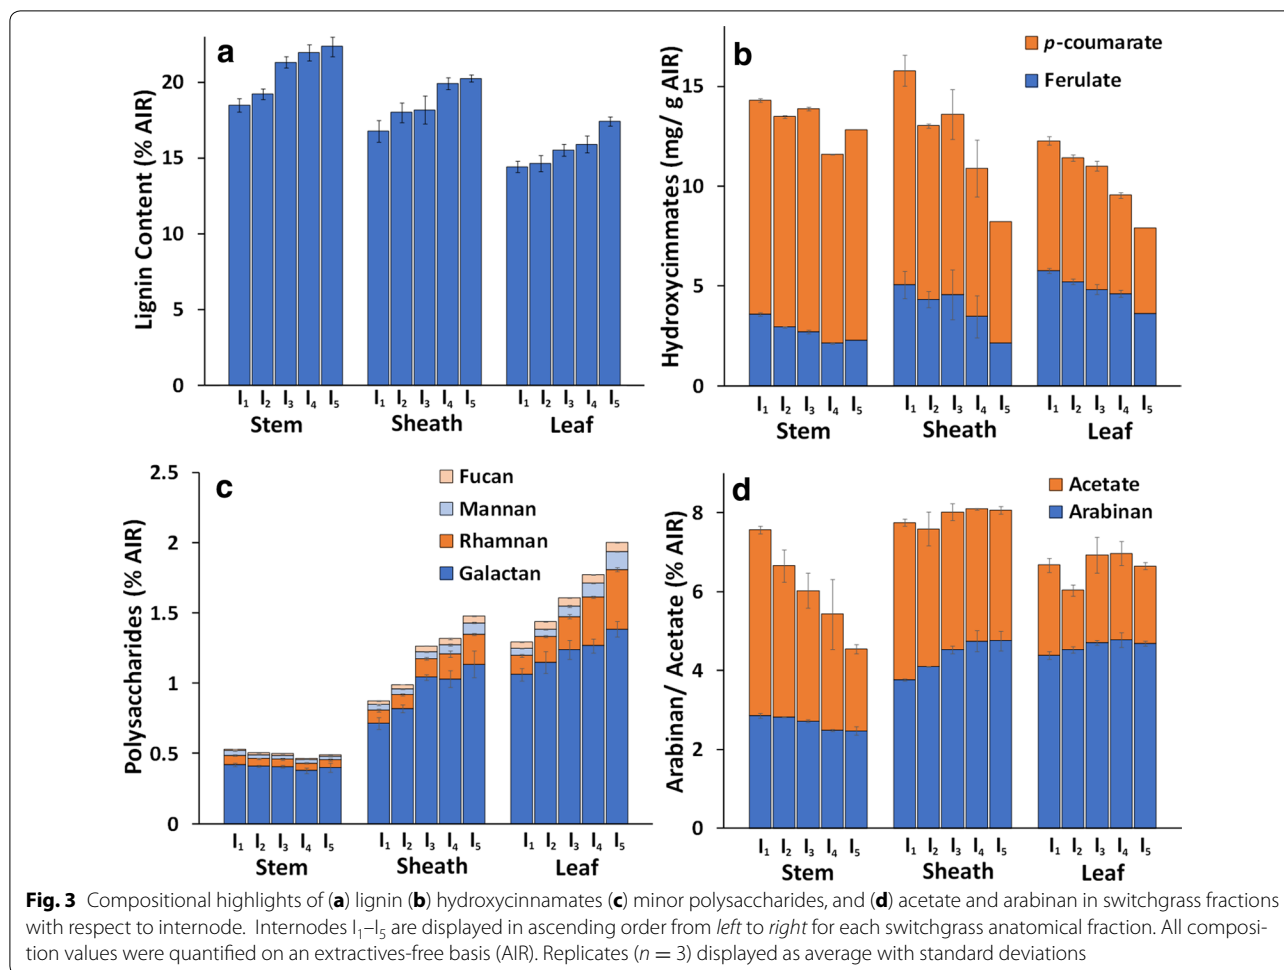 a
Lignin Content (% AIR)
20
15
10
5
0
I1 I2 I3 I4 I5 I1 I2 I3 I4 I5 I1 I2 I3 I4 I5
Stem Sheath Leaf
b
p-coumarate
Ferulate
Hydroxycimmates (mg/ g AIR)
15
10
5
0
I1 I2 I3 I4 I5 I1 I2 I3 I4 I5 I1 I2 I3 I4 I5
Stem Sheath Leaf
c
Fucan
Mannan
Rhamnan
Galactan
Polysaccharides (% AIR)
2.5
2
1.5
1
0.5
0
I1 I2 I3 I4 I5 I1 I2 I3 I4 I5 I1 I2 I3 I4 I5
Stem Sheath Leaf
d
Acetate
Arabinan
Arabinan/ Acetate (% AIR)
8
6
4
2
0
I1 I2 I3 I4 I5 I1 I2 I3 I4 I5 I1 I2 I3 I4 I5
Stem Sheath Leaf
Fig. 3 Compositional highlights of (a) lignin (b) hydroxycinnamates (c) minor polysaccharides, and (d) acetate and arabinan in switchgrass fractions
with respect to internode. Internodes I1–I5 are displayed in ascending order from left to right for each switchgrass anatomical fraction. All composi-
tion values were quantified on an extractives-free basis (AIR). Replicates (n = 3) displayed as average with standard deviations